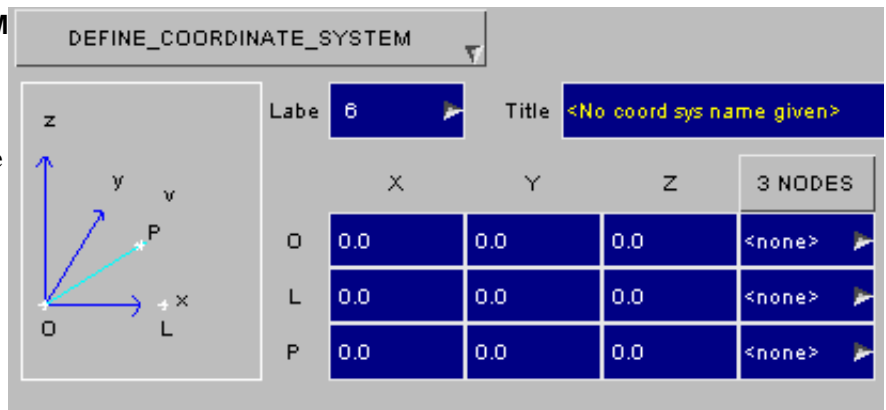 M
DEFINE_COORDINATE_SYSTEM
Labe 6 Title <No coord sys name given>
e
z
y v
P
x
O L
X Y Z 3 NODES
O 0.0 0.0 0.0 <none>
L 0.0 0.0 0.0 <none>
P 0.0 0.0 0.0 <none>